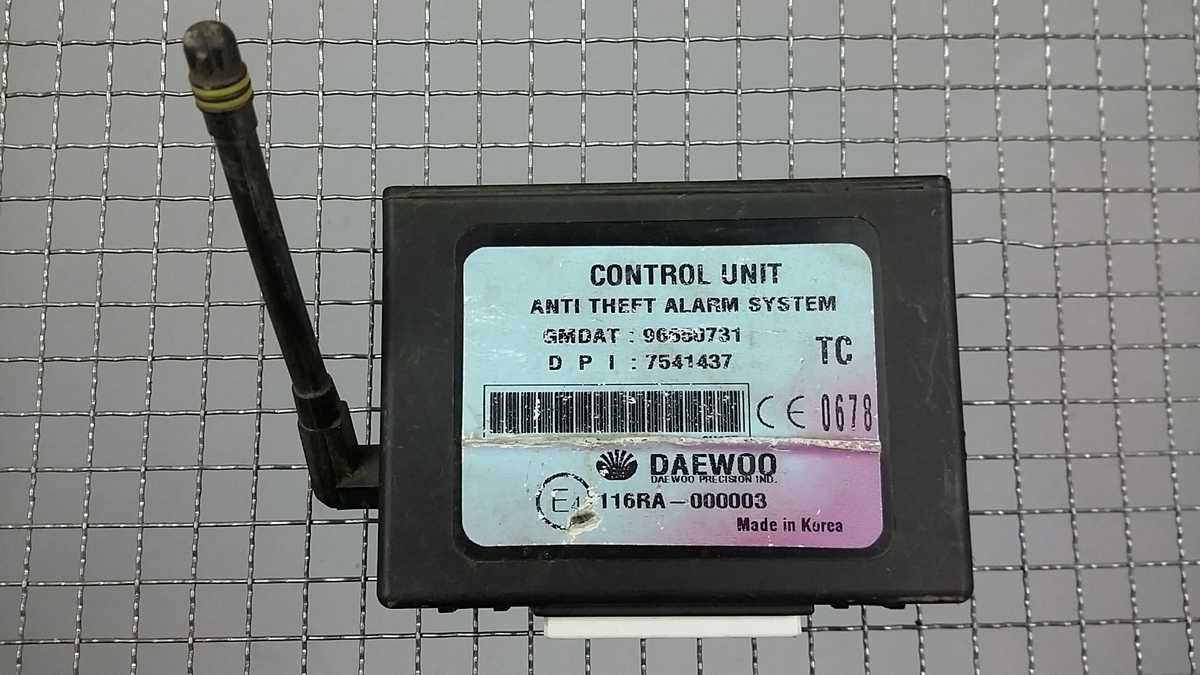 CONTROL UNIT
ANTI THEFT ALARM SYSTEM
GMDAT :
D P I : 7541437
TC
CE 0678
DAEWOO
DAEWOO PRECISION IND.
E4 116RA-000003
Made in Korea